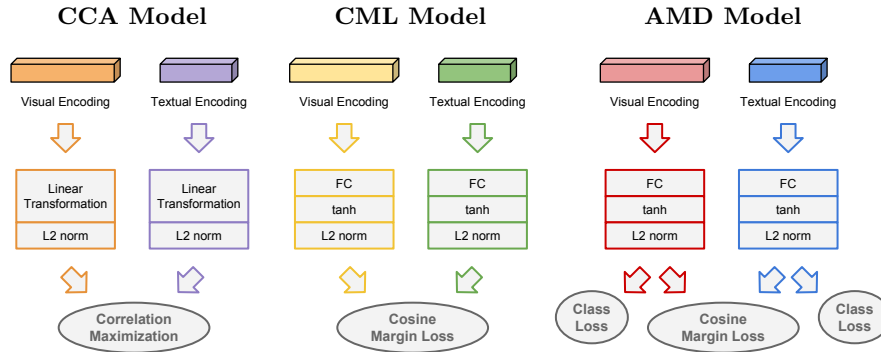 CCA Model
CML Model
AMD Model
Visual Encoding
Textual Encoding
Visual Encoding
Textual Encoding
Visual Encoding
Textual Encoding
Linear
Transformation
L2 norm
Linear
Transformation
L2 norm
FC
tanh
L2 norm
FC
tanh
L2 norm
FC
tanh
L2 norm
FC
tanh
L2 norm
Correlation
Maximization
Cosine
Margin Loss
Class
Loss
Cosine
Margin Loss
Class
Loss